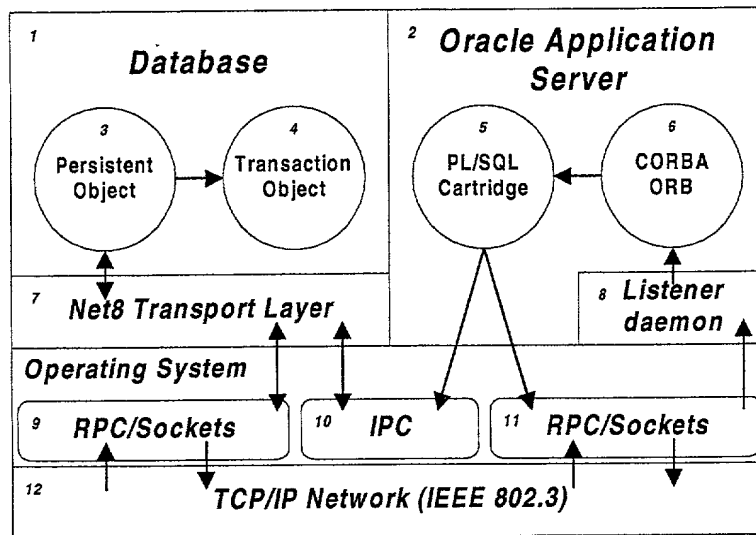 1
Database
2
Oracle Application
Server
3
Persistent
Object
4
Transaction
Object
5
PL/SQL
Cartridge
6
CORBA
ORB
7
Net8 Transport Layer
8
Listener
daemon
Operating System
9
RPC/Sockets
10
IPC
11
RPC/Sockets
12
TCP/IP Network (IEEE 802.3)